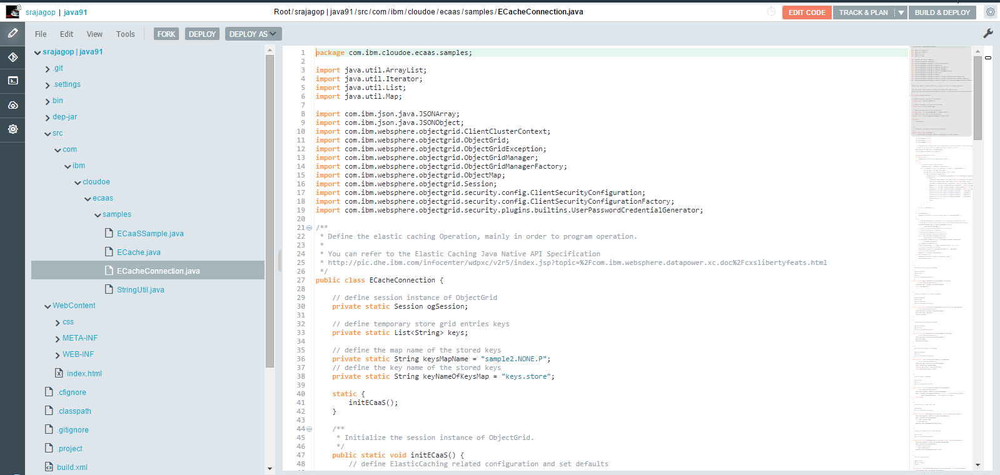 srajagop | java91
Root/srajagop | java91/src/com/ibm/cloudoe/ecaas/samples/ECacheConnection.java
EDIT CODE
TRACK & PLAN
BUILD & DEPLOY
File Edit View Tools FORK DEPLOY DEPLOY AS
srajagop | java91
.git
.settings
bin
dep-jar
src
com
ibm
cloudoe
ecaas
samples
ECaaSSample.java
ECache.java
ECacheConnection.java
StringUtil.java
WebContent
css
META-INF
WEB-INF
index.html
.cfignore
.classpath
.gitignore
.project
build.xml
1 package com.ibm.cloudoe.ecaas.samples;
2
3 import java.util.ArrayList;
4 import java.util.Iterator;
5 import java.util.List;
6 import java.util.Map;
7
8 import com.ibm.json.java.JSONArray;
9 import com.ibm.json.java.JSONObject;
10 import com.ibm.websphere.objectgrid.ClientClusterContext;
11 import com.ibm.websphere.objectgrid.ObjectGrid;
12 import com.ibm.websphere.objectgrid.ObjectGridException;
13 import com.ibm.websphere.objectgrid.ObjectGridManager;
14 import com.ibm.websphere.objectgrid.ObjectGridManagerFactory;
15 import com.ibm.websphere.objectgrid.ObjectMap;
16 import com.ibm.websphere.objectgrid.Session;
17 import com.ibm.websphere.objectgrid.security.config.ClientSecurityConfiguration;
18 import com.ibm.websphere.objectgrid.security.config.ClientSecurityConfigurationFactory;
19 import com.ibm.websphere.objectgrid.security.plugins.builtins.UserPasswordCredentialGenerator;
20
21 /**
22 * Define the elastic caching Operation, mainly in order to program operation.
23 *
24 * You can refer to the Elastic Caching Java Native API Specification
25 * http://pic.dhe.ibm.com/infocenter/wdpxc/v2r5/index.jsp?topic=%2Fcom.ibm.websphere.datapower.xc.doc%2Fcxslibertyfeats.html
26 */
27 public class ECacheConnection {
28
29 // define session instance of ObjectGrid
30 private static Session ogSession;
31
32 // define temporary store grid entries keys
33 private static List<String> keys;
34
35 // define the map name of the stored keys
36 private static String keysMapName = "sample2.NONE.P";
37 // define the key name of the stored keys
38 private static String keyNameOfKeysMap = "keys.store";
39
40 static {
41 initECaaS();
42 }
43
44 /**
45 * Initialize the session instance of ObjectGrid.
46 */
47 public static void initECaaS() {
48 // define ElasticCaching related configuration and set defaults